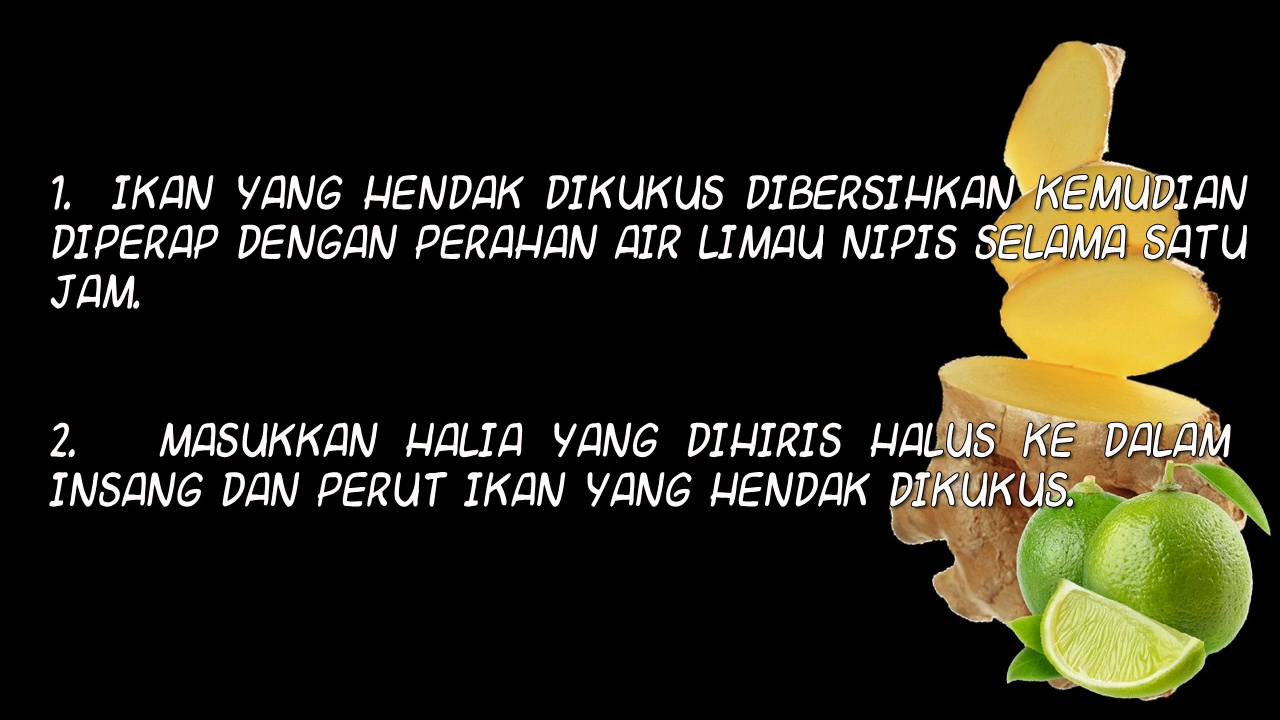 1. IKAN YANG HENDAK DIKUKUS DIBERSIHKAN KEMUDIAN
DIPERAP DENGAN PERAHAN AIR LIMAU NIPIS SELAMA SATU
JAM.
2. MASUKKAN HALIA YANG DIHIRIS HALUS KE DALAM
INSANG DAN PERUT IKAN YANG HENDAK DIKUKUS.